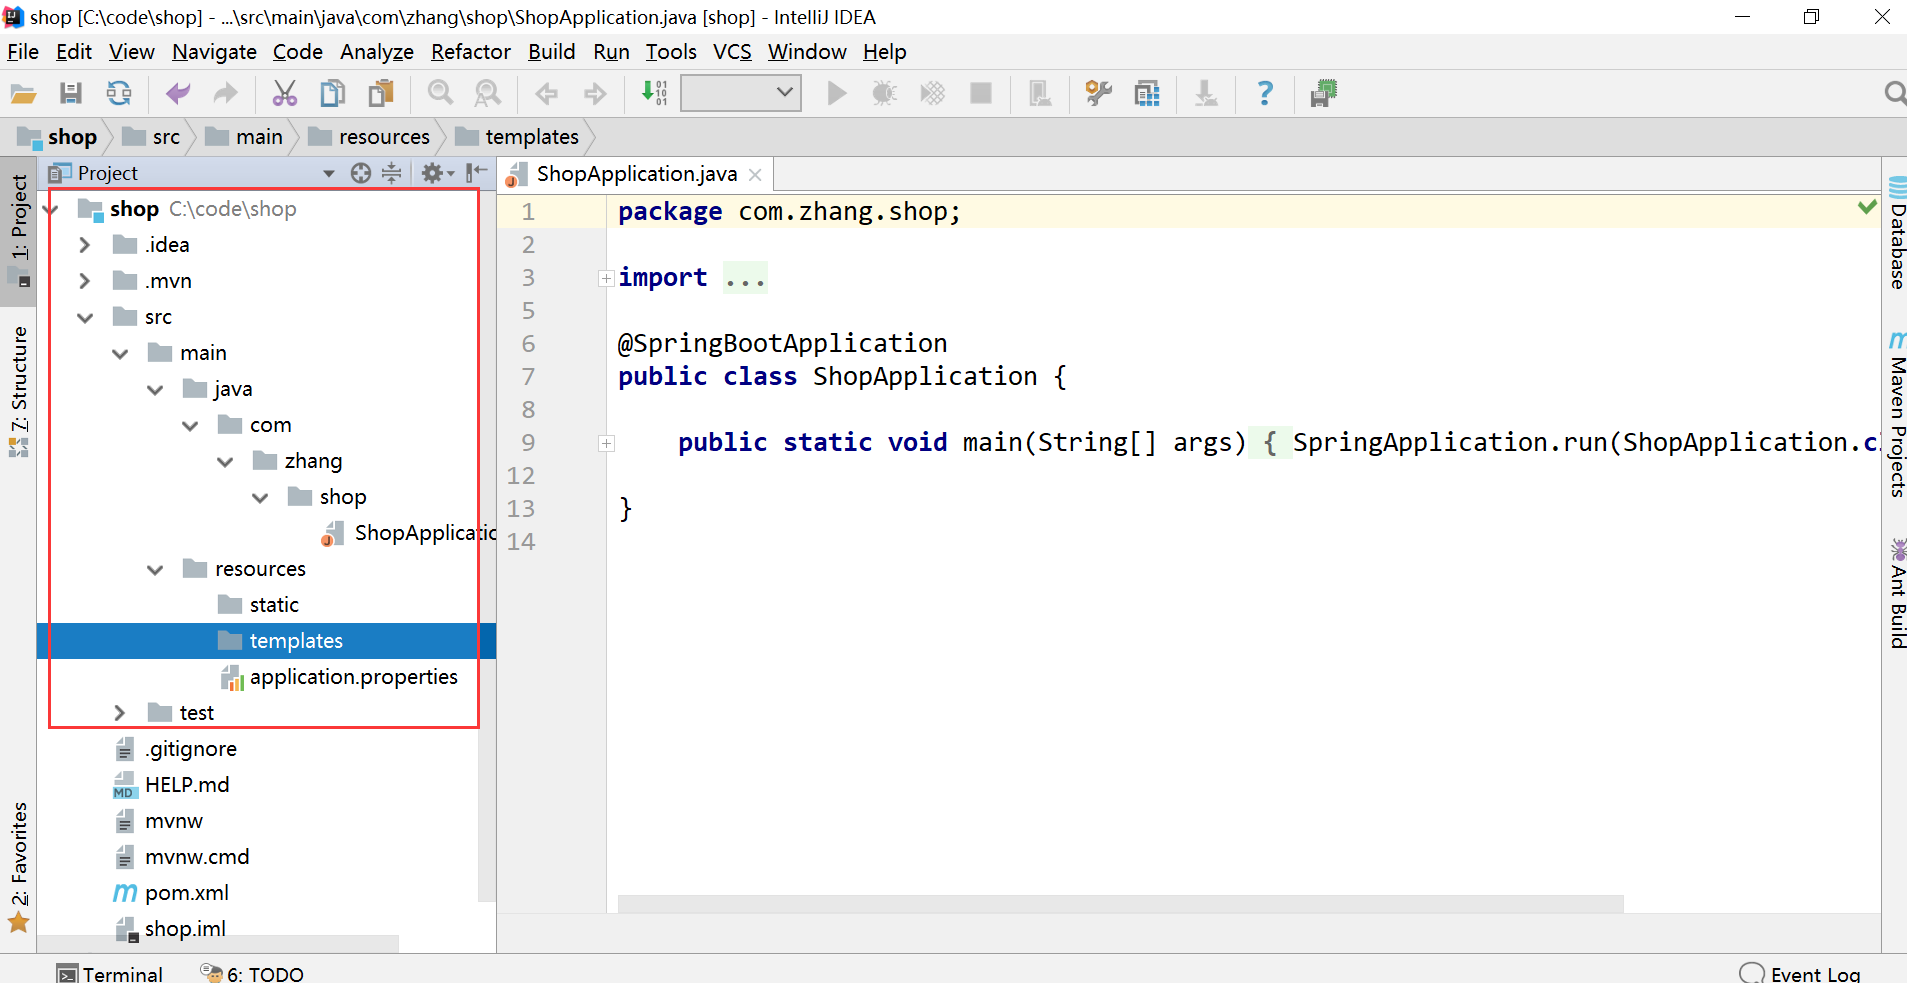 shop [C:\code\shop] - ...\src\main\java\com\zhang\shop\ShopApplication.java [shop] - IntelliJ IDEA
File Edit View Navigate Code Analyze Refactor Build Run Tools VCS Window Help
shop src main resources templates
Project
ShopApplication.java
1: Project
7: Structure
2: Favorites
shop C:\code\shop
.idea
.mvn
src
main
java
com
zhang
shop
ShopApplicatio
resources
static
templates
application.properties
test
.gitignore
HELP.md
mvnw
mvnw.cmd
pom.xml
shop.iml
1 package com.zhang.shop;
2
3 import ...
5
6 @SpringBootApplication
7 public class ShopApplication {
8
9 public static void main(String[] args) { SpringApplication.run(ShopApplication.cl
12
13 }
14
Database
Maven Projects
Ant Build
Terminal 6: TODO Event Log